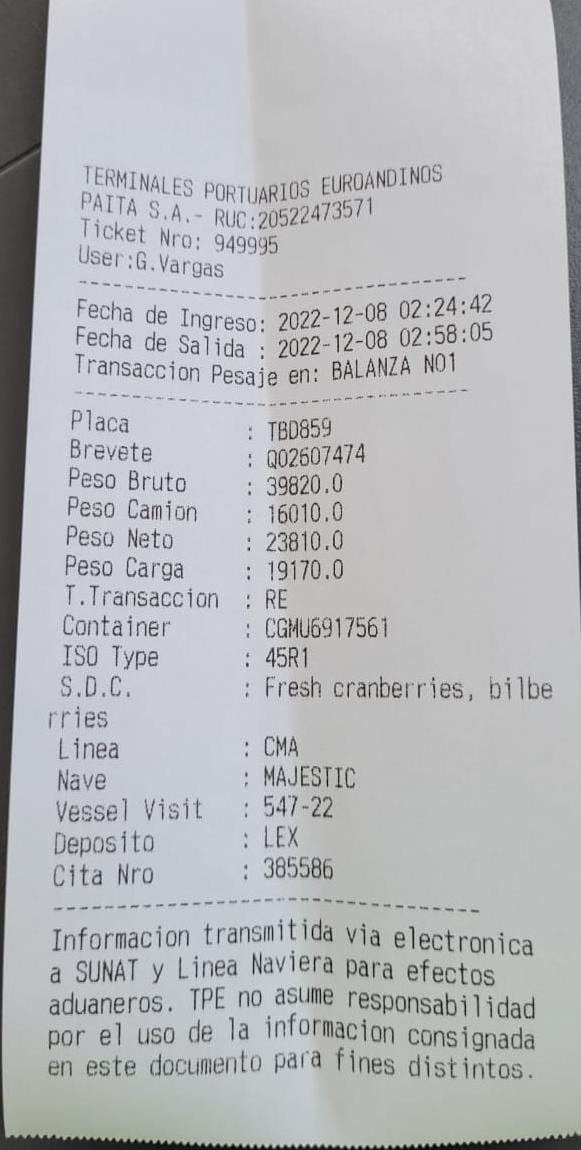 TERMINALES PORTUARIOS EUROANDINOS
PAITA S.A.- RUC:20522473571
Ticket Nro: 949995
User:G.Vargas
--------------------------------------
Fecha de Ingreso: 2022-12-08 02:24:42
Fecha de Salida : 2022-12-08 02:58:05
Transaccion Pesaje en: BALANZA NO1
--------------------------------------
Placa : TBD859
Brevete : Q02607474
Peso Bruto : 39820.0
Peso Camion : 16010.0
Peso Neto : 23810.0
Peso Carga : 19170.0
T.Transaccion : RE
Container : CGMU6917561
ISO Type : 45R1
S.D.C. : Fresh cranberries, bilbe
rries
Linea : CMA
Nave : MAJESTIC
Vessel Visit : 547-22
Deposito : LEX
Cita Nro : 385586
--------------------------------------
Informacion transmitida via electronica
a SUNAT y Linea Naviera para efectos
aduaneros. TPE no asume responsabilidad
por el uso de la informacion consignada
en este documento para fines distintos.